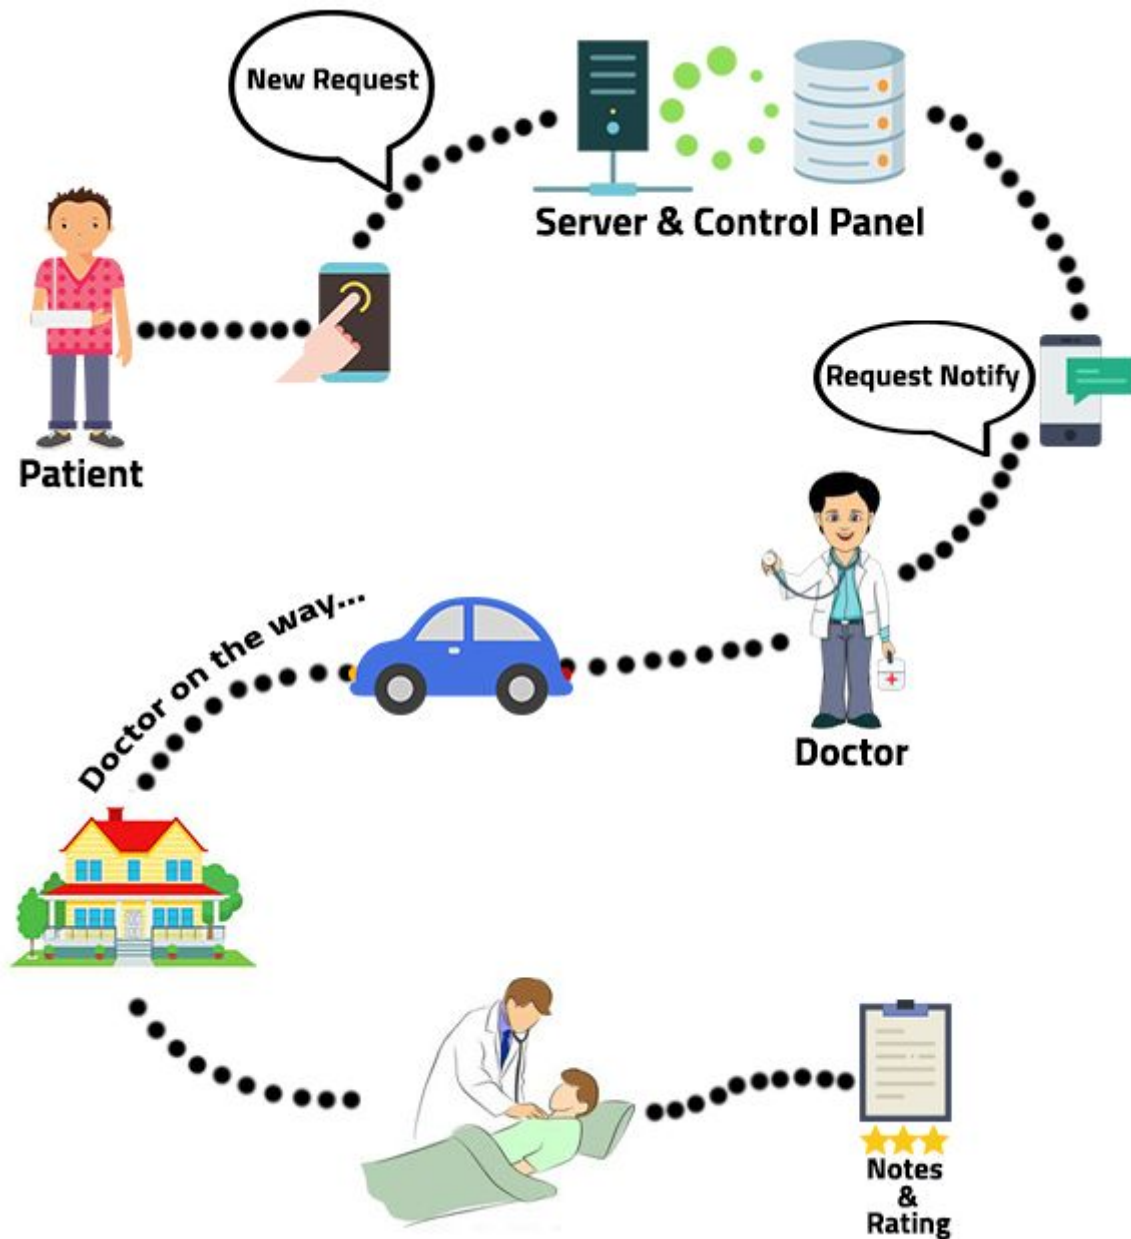 New Request
Server & Control Panel
Patient
Request Notify
Doctor on the way...
Doctor
Notes
&
Rating